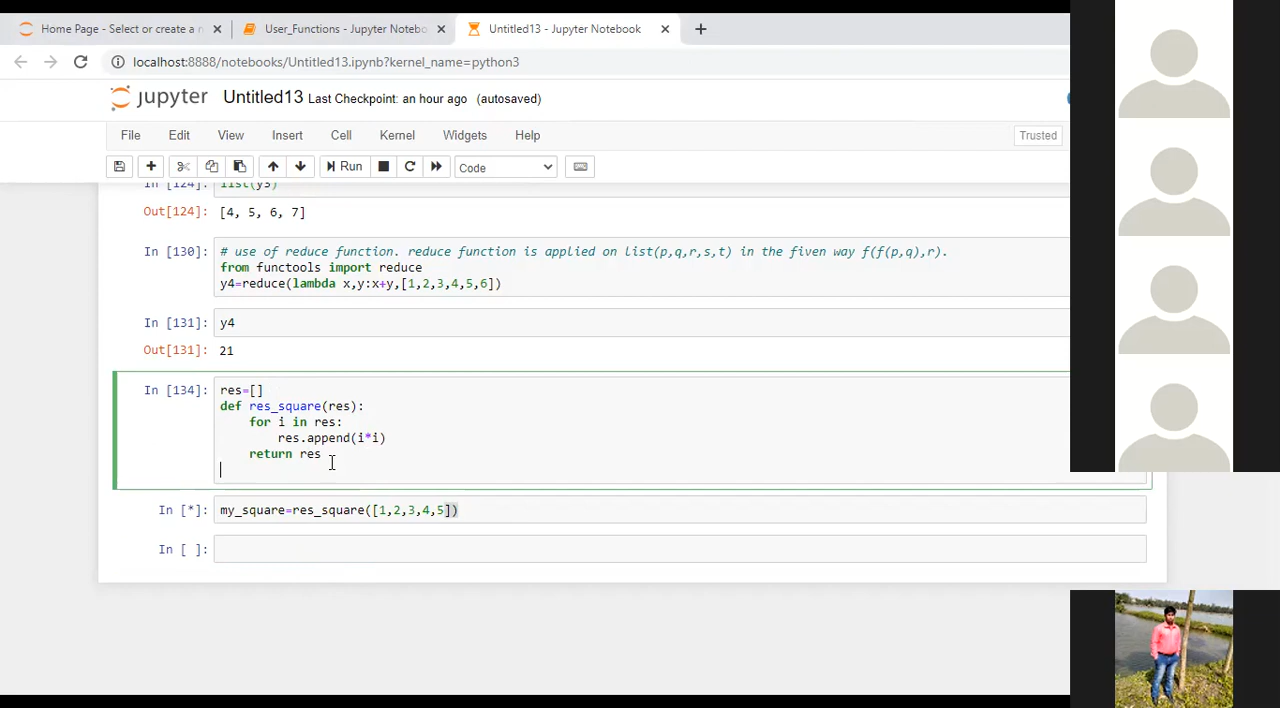 Home Page - Select or create a n
User_Functions - Jupyter Notebo
Untitled13 - Jupyter Notebook
localhost:8888/notebooks/Untitled13.ipynb?kernel_name=python3
jupyter Untitled13 Last Checkpoint: an hour ago (autosaved)
File Edit View Insert Cell Kernel Widgets Help Trusted
Run Code
In [124]: list(y3)
Out[124]: [4, 5, 6, 7]
In [130]: # use of reduce function. reduce function is applied on list(p,q,r,s,t) in the fiven way f(f(p,q),r).
from functools import reduce
y4=reduce(lambda x,y:x+y,[1,2,3,4,5,6])
In [131]: y4
Out[131]: 21
In [134]: res=[]
def res_square(res):
for i in res:
res.append(i*i)
return res
In [*]: my_square=res_square([1,2,3,4,5])
In [ ]: